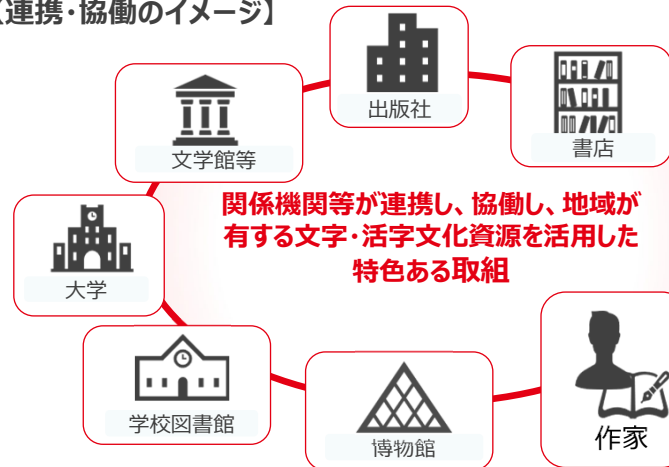 【連携・協働のイメージ】
出版社
書店
文学館等
関係機関等が連携し、協働し、地域が
有する文字・活字文化資源を活用した
特色ある取組
大学
学校図書館
博物館
作家